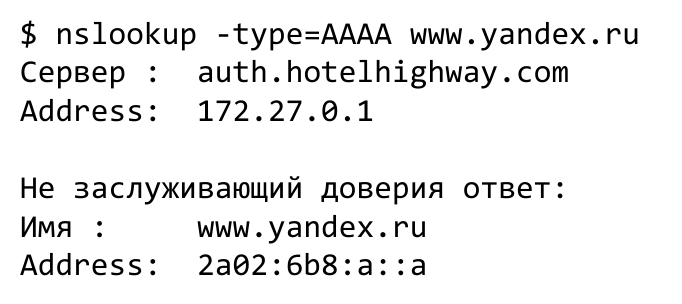 $ nslookup -type=AAAA www.yandex.ru
Сервер :  auth.hotelhighway.com
Address:  172.27.0.1

Не заслуживающий доверия ответ:
Имя :     www.yandex.ru
Address:  2a02:6b8:a::a